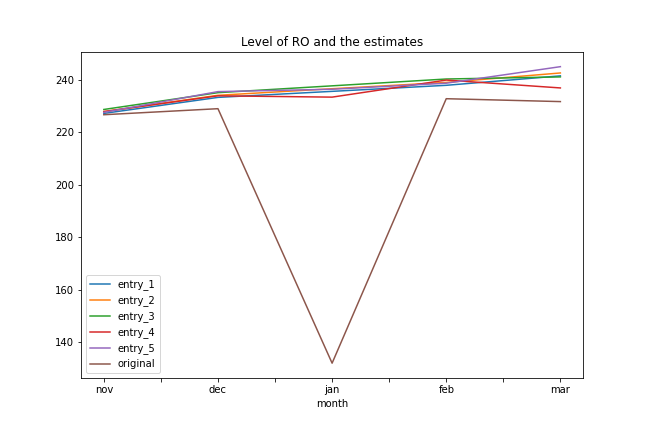 Level of RO and the estimates
240
220
200
180
160
140
entry_1
entry_2
entry_3
entry_4
entry_5
original
nov dec jan feb mar
month